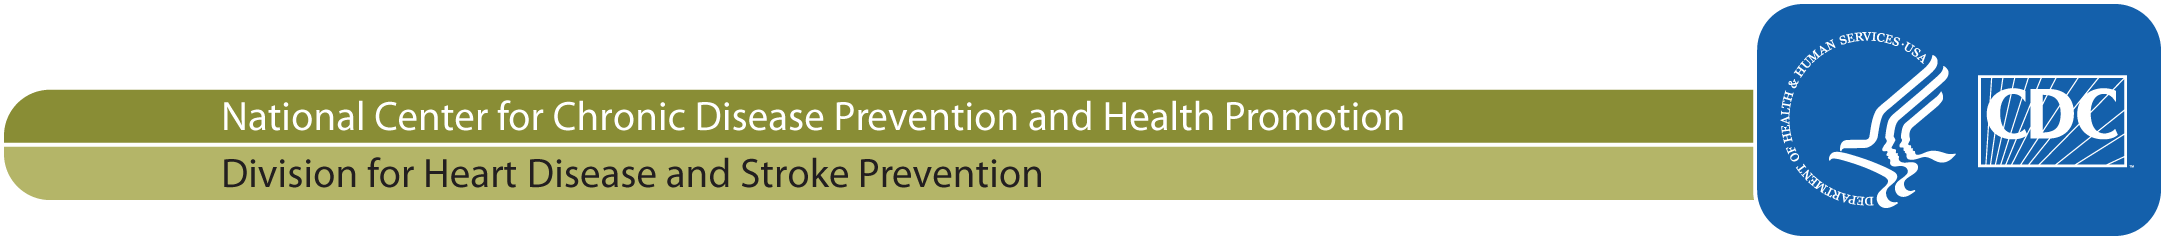 National Center for Chronic Disease Prevention and Health Promotion
Division for Heart Disease and Stroke Prevention
DEPARTMENT OF HEALTH & HUMAN SERVICES·USA
CDC
™